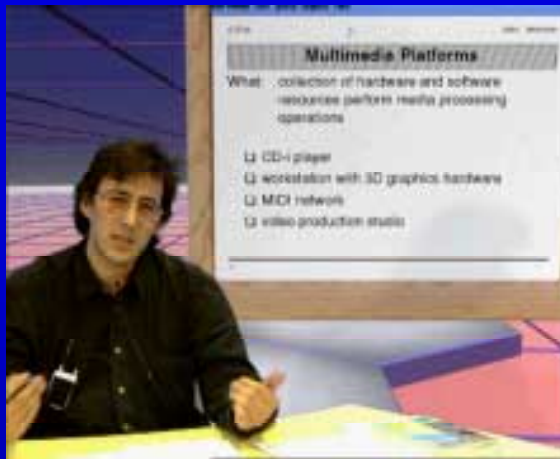 Multimedia Platforms
What: collection of hardware and software
resources perform media processing
operations
❑ CD-i player
❑ workstation with 3D graphics hardware
❑ MIDI network
❑ video production studio